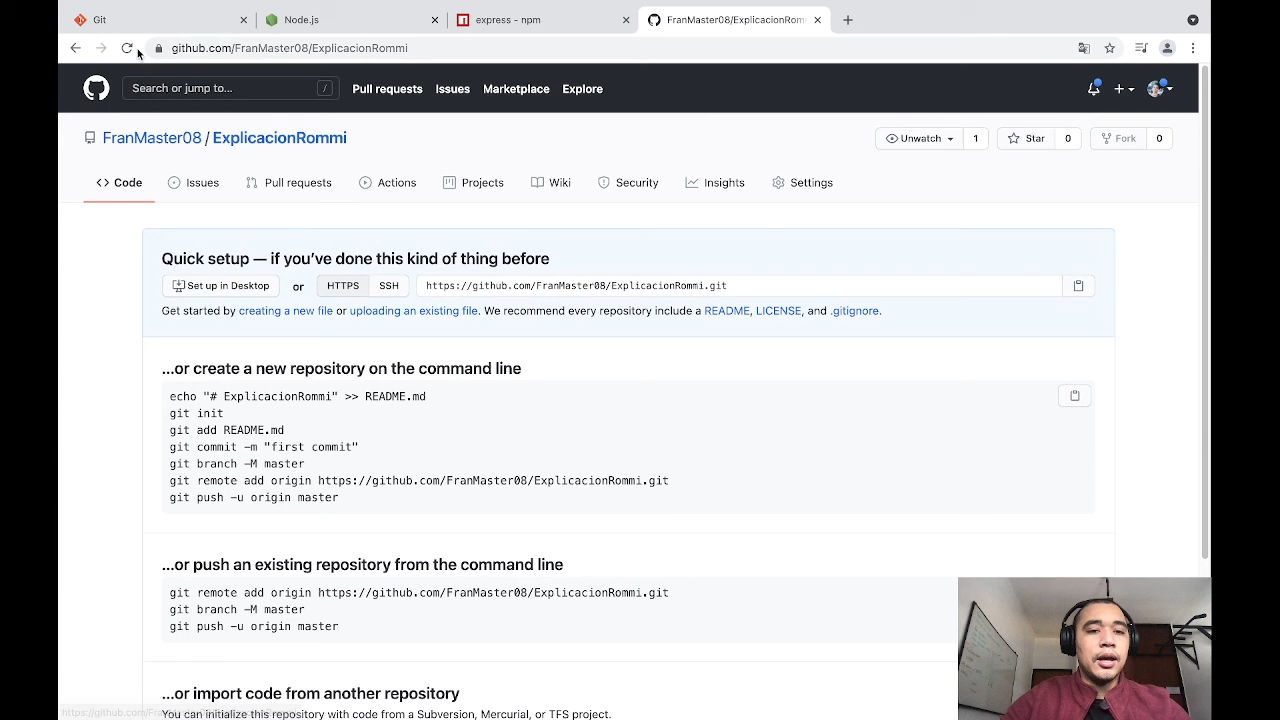 Git
Node.js
express - npm
FranMaster08/ExplicacionRomm
github.com/FranMaster08/ExplicacionRommi
Search or jump to...
/
Pull requests
Issues
Marketplace
Explore
FranMaster08 / ExplicacionRommi
Unwatch 1
Star 0
Fork 0
Code
Issues
Pull requests
Actions
Projects
Wiki
Security
Insights
Settings
Quick setup — if you've done this kind of thing before
Set up in Desktop or HTTPS SSH https://github.com/FranMaster08/ExplicacionRommi.git
Get started by creating a new file or uploading an existing file. We recommend every repository include a README, LICENSE, and .gitignore.
...or create a new repository on the command line
echo "# ExplicacionRommi" >> README.md
git init
git add README.md
git commit -m "first commit"
git branch -M master
git remote add origin https://github.com/FranMaster08/ExplicacionRommi.git
git push -u origin master
...or push an existing repository from the command line
git remote add origin https://github.com/FranMaster08/ExplicacionRommi.git
git branch -M master
git push -u origin master
...or import code from another repository
You can initialize this repository with code from a Subversion, Mercurial, or TFS project.